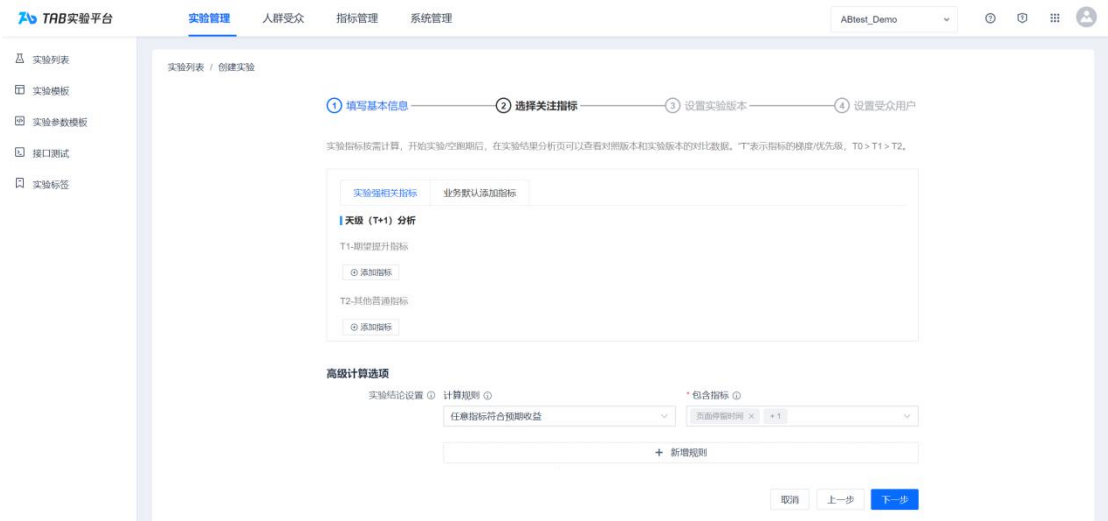 TAB实验平台
实验管理 人群受众 指标管理 系统管理 ABtest_Demo
实验列表
实验模板
实验参数模板
接口测试
实验标签
实验列表 / 创建实验
1 填写基本信息 2 选择关注指标 3 设置实验版本 4 设置受众用户
实验指标按需计算，开始实验/空跑期后，在实验结果分析页可以查看对照版本和实验版本的对比数据。"T"表示指标的梯度/优先级，T0 > T1 > T2。
实验强相关指标 业务默认添加指标
天级（T+1）分析
T1-期望提升指标
添加指标
T2-其他普通指标
添加指标
高级计算选项
实验结论设置 计算规则 * 包含指标
任意指标符合预期收益 页面停留时间 × + 1
+ 新增规则
取消 上一步 下一步